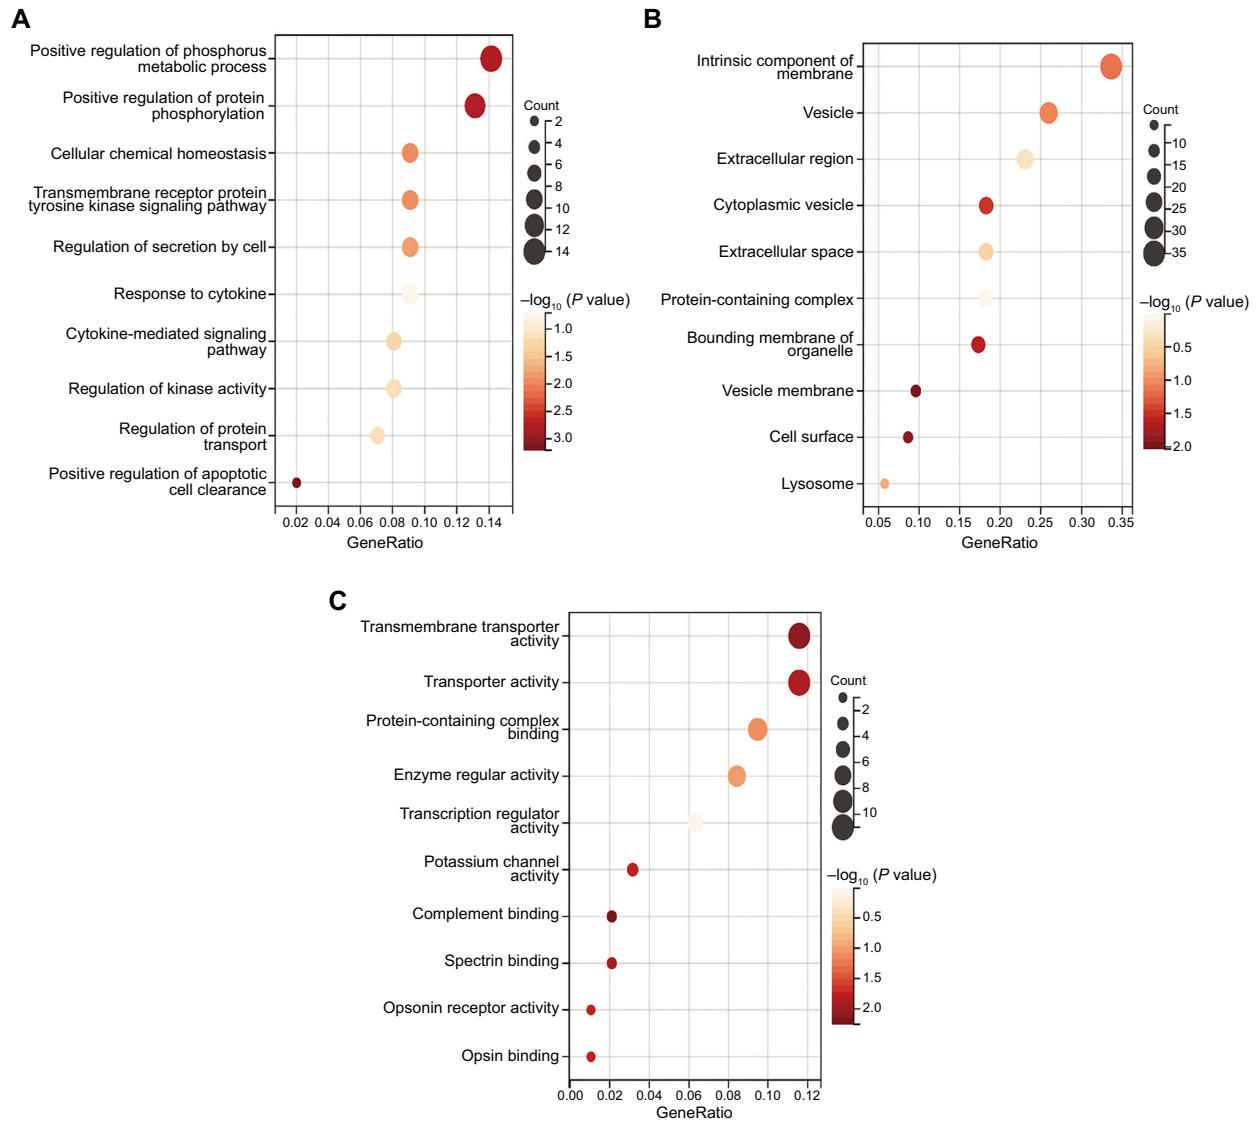 A
Positive regulation of phosphorus
metabolic process
Positive regulation of protein
phosphorylation
Cellular chemical homeostasis
Transmembrane receptor protein
tyrosine kinase signaling pathway
Regulation of secretion by cell
Response to cytokine
Cytokine-mediated signaling
pathway
Regulation of kinase activity
Regulation of protein
transport
Positive regulation of apoptotic
cell clearance
0.02 0.04 0.06 0.08 0.10 0.12 0.14
GeneRatio
Count
2
4
6
8
10
12
14
–log10 (P value)
1.0
1.5
2.0
2.5
3.0
B
Intrinsic component of
membrane
Vesicle
Extracellular region
Cytoplasmic vesicle
Extracellular space
Protein-containing complex
Bounding membrane of
organelle
Vesicle membrane
Cell surface
Lysosome
0.05 0.10 0.15 0.20 0.25 0.30 0.35
GeneRatio
Count
10
15
20
25
30
35
–log10 (P value)
0.5
1.0
1.5
2.0
C
Transmembrane transporter
activity
Transporter activity
Protein-containing complex
binding
Enzyme regular activity
Transcription regulator
activity
Potassium channel
activity
Complement binding
Spectrin binding
Opsonin receptor activity
Opsin binding
0.00 0.02 0.04 0.06 0.08 0.10 0.12
GeneRatio
Count
2
4
6
8
10
–log10 (P value)
0.5
1.0
1.5
2.0